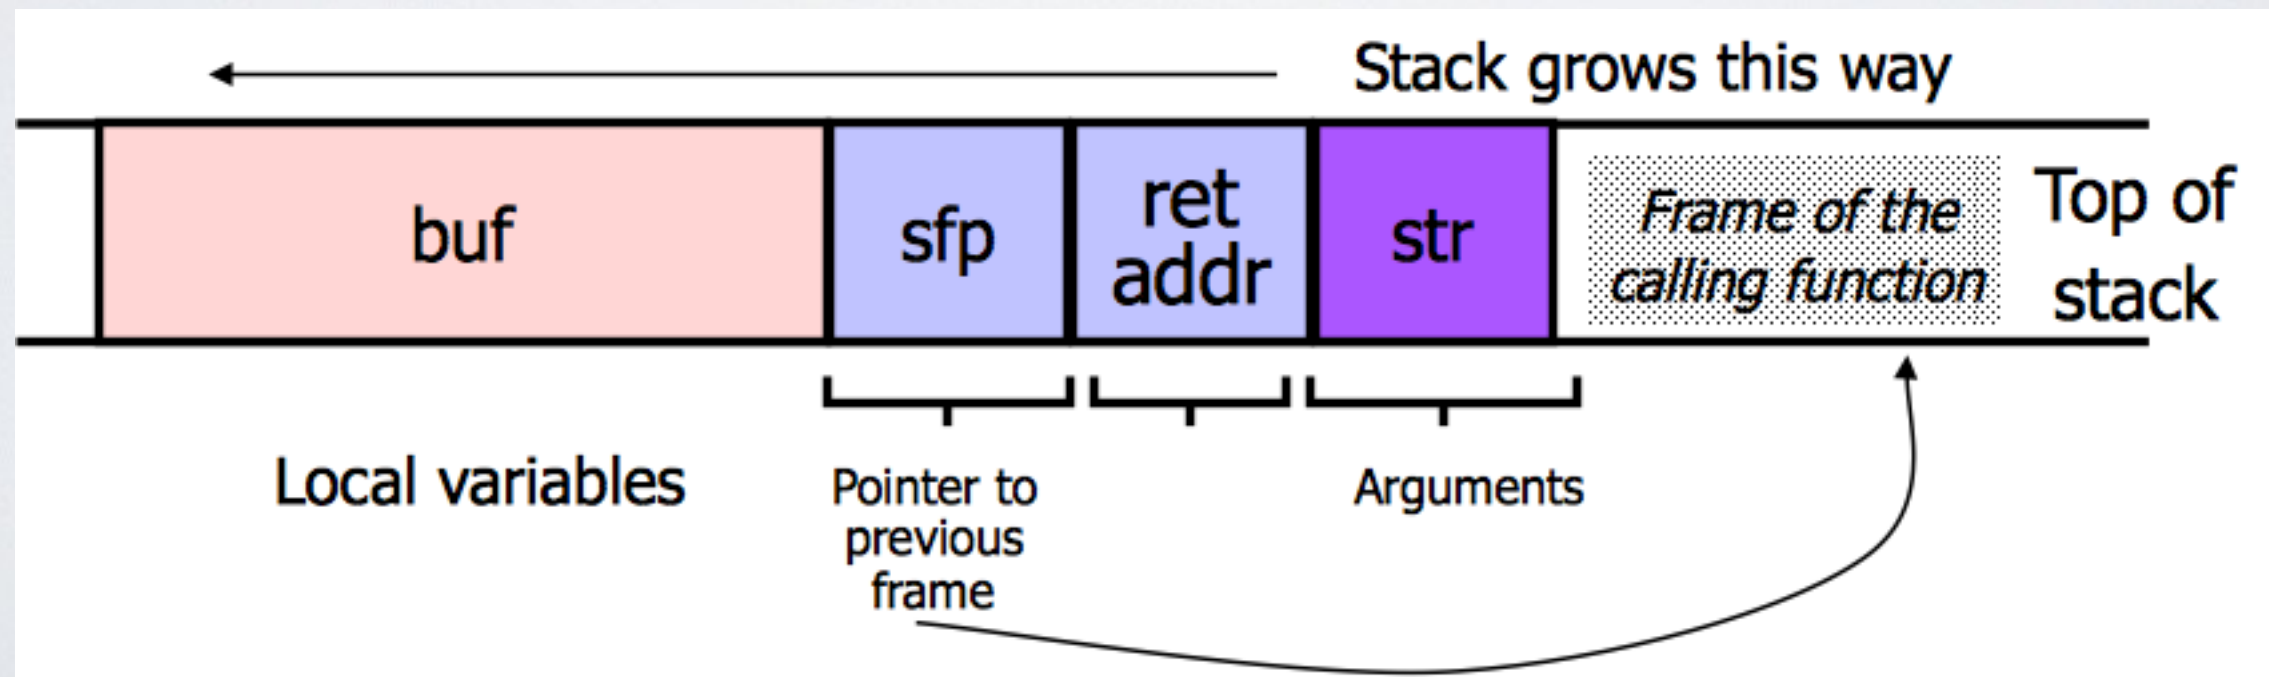 Stack grows this way
buf
sfp
ret
addr
str
Frame of the
calling function
Top of
stack
Local variables
Pointer to
previous
frame
Arguments